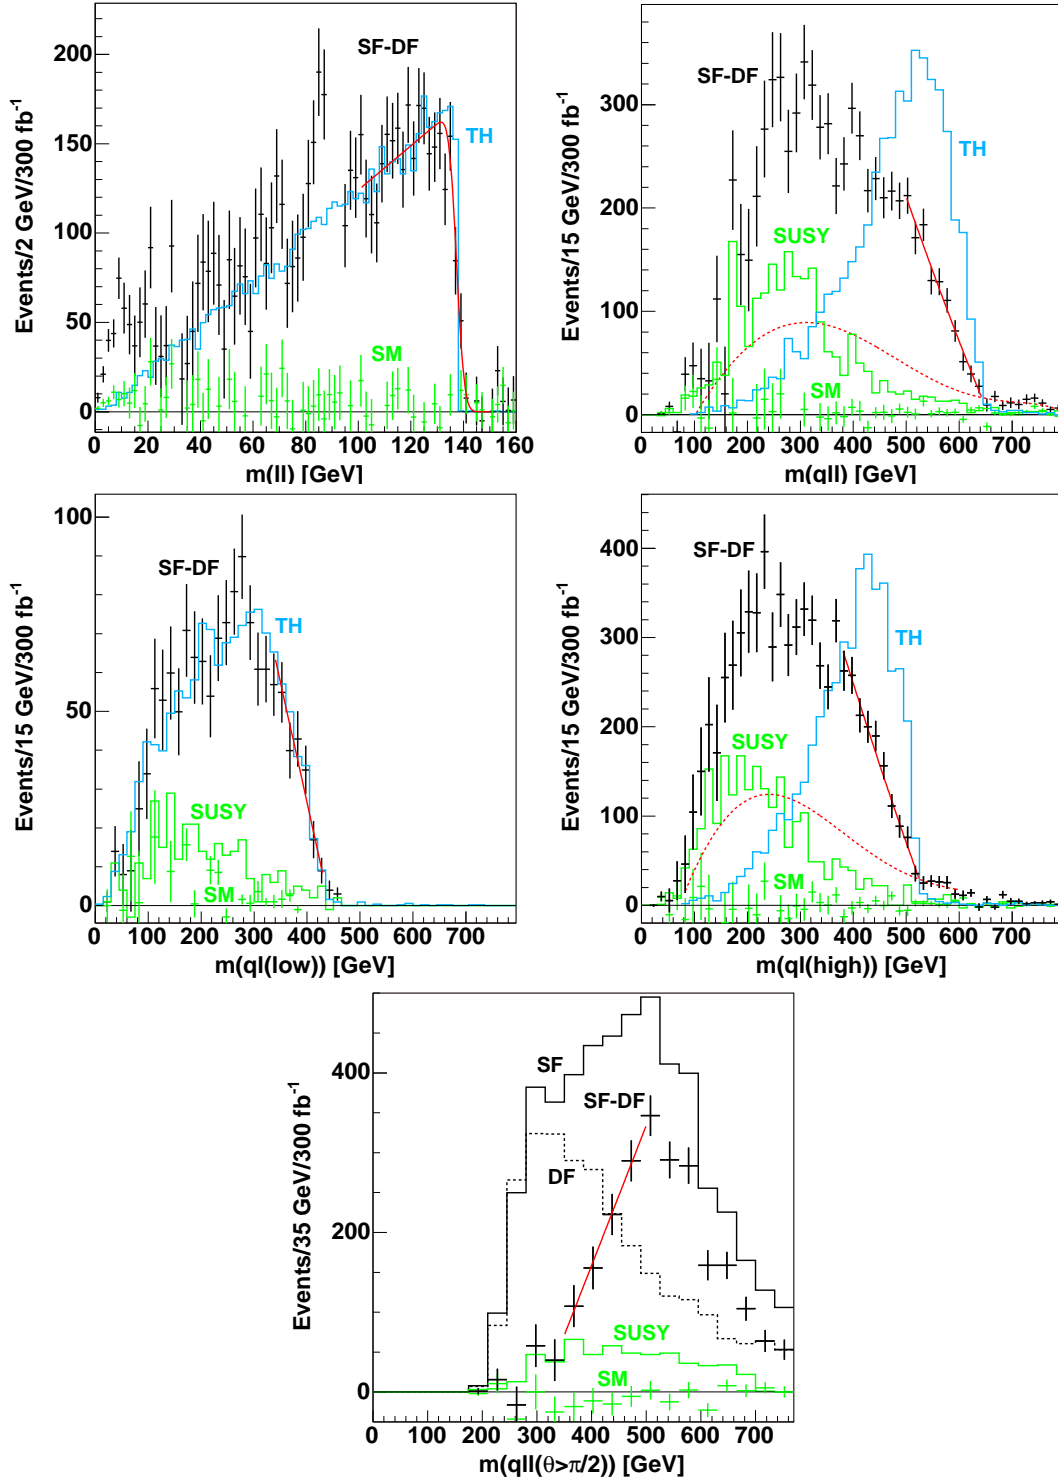 Events/2 GeV/300 fb⁻¹
200
150
100
50
0
SF-DF
TH
SM
0 20 40 60 80 100 120 140 160
m(ll) [GeV]
Events/15 GeV/300 fb⁻¹
300
200
100
0
SF-DF
TH
SUSY
SM
0 100 200 300 400 500 600 700
m(qll) [GeV]
Events/15 GeV/300 fb⁻¹
100
50
0
SF-DF
TH
SUSY
SM
0 100 200 300 400 500 600 700
m(ql(low)) [GeV]
Events/15 GeV/300 fb⁻¹
400
300
200
100
0
SF-DF
TH
SUSY
SM
0 100 200 300 400 500 600 700
m(ql(high)) [GeV]
Events/35 GeV/300 fb⁻¹
400
200
0
SF
SF-DF
DF
SUSY
SM
0 100 200 300 400 500 600 700
m(qll(θ>π/2)) [GeV]